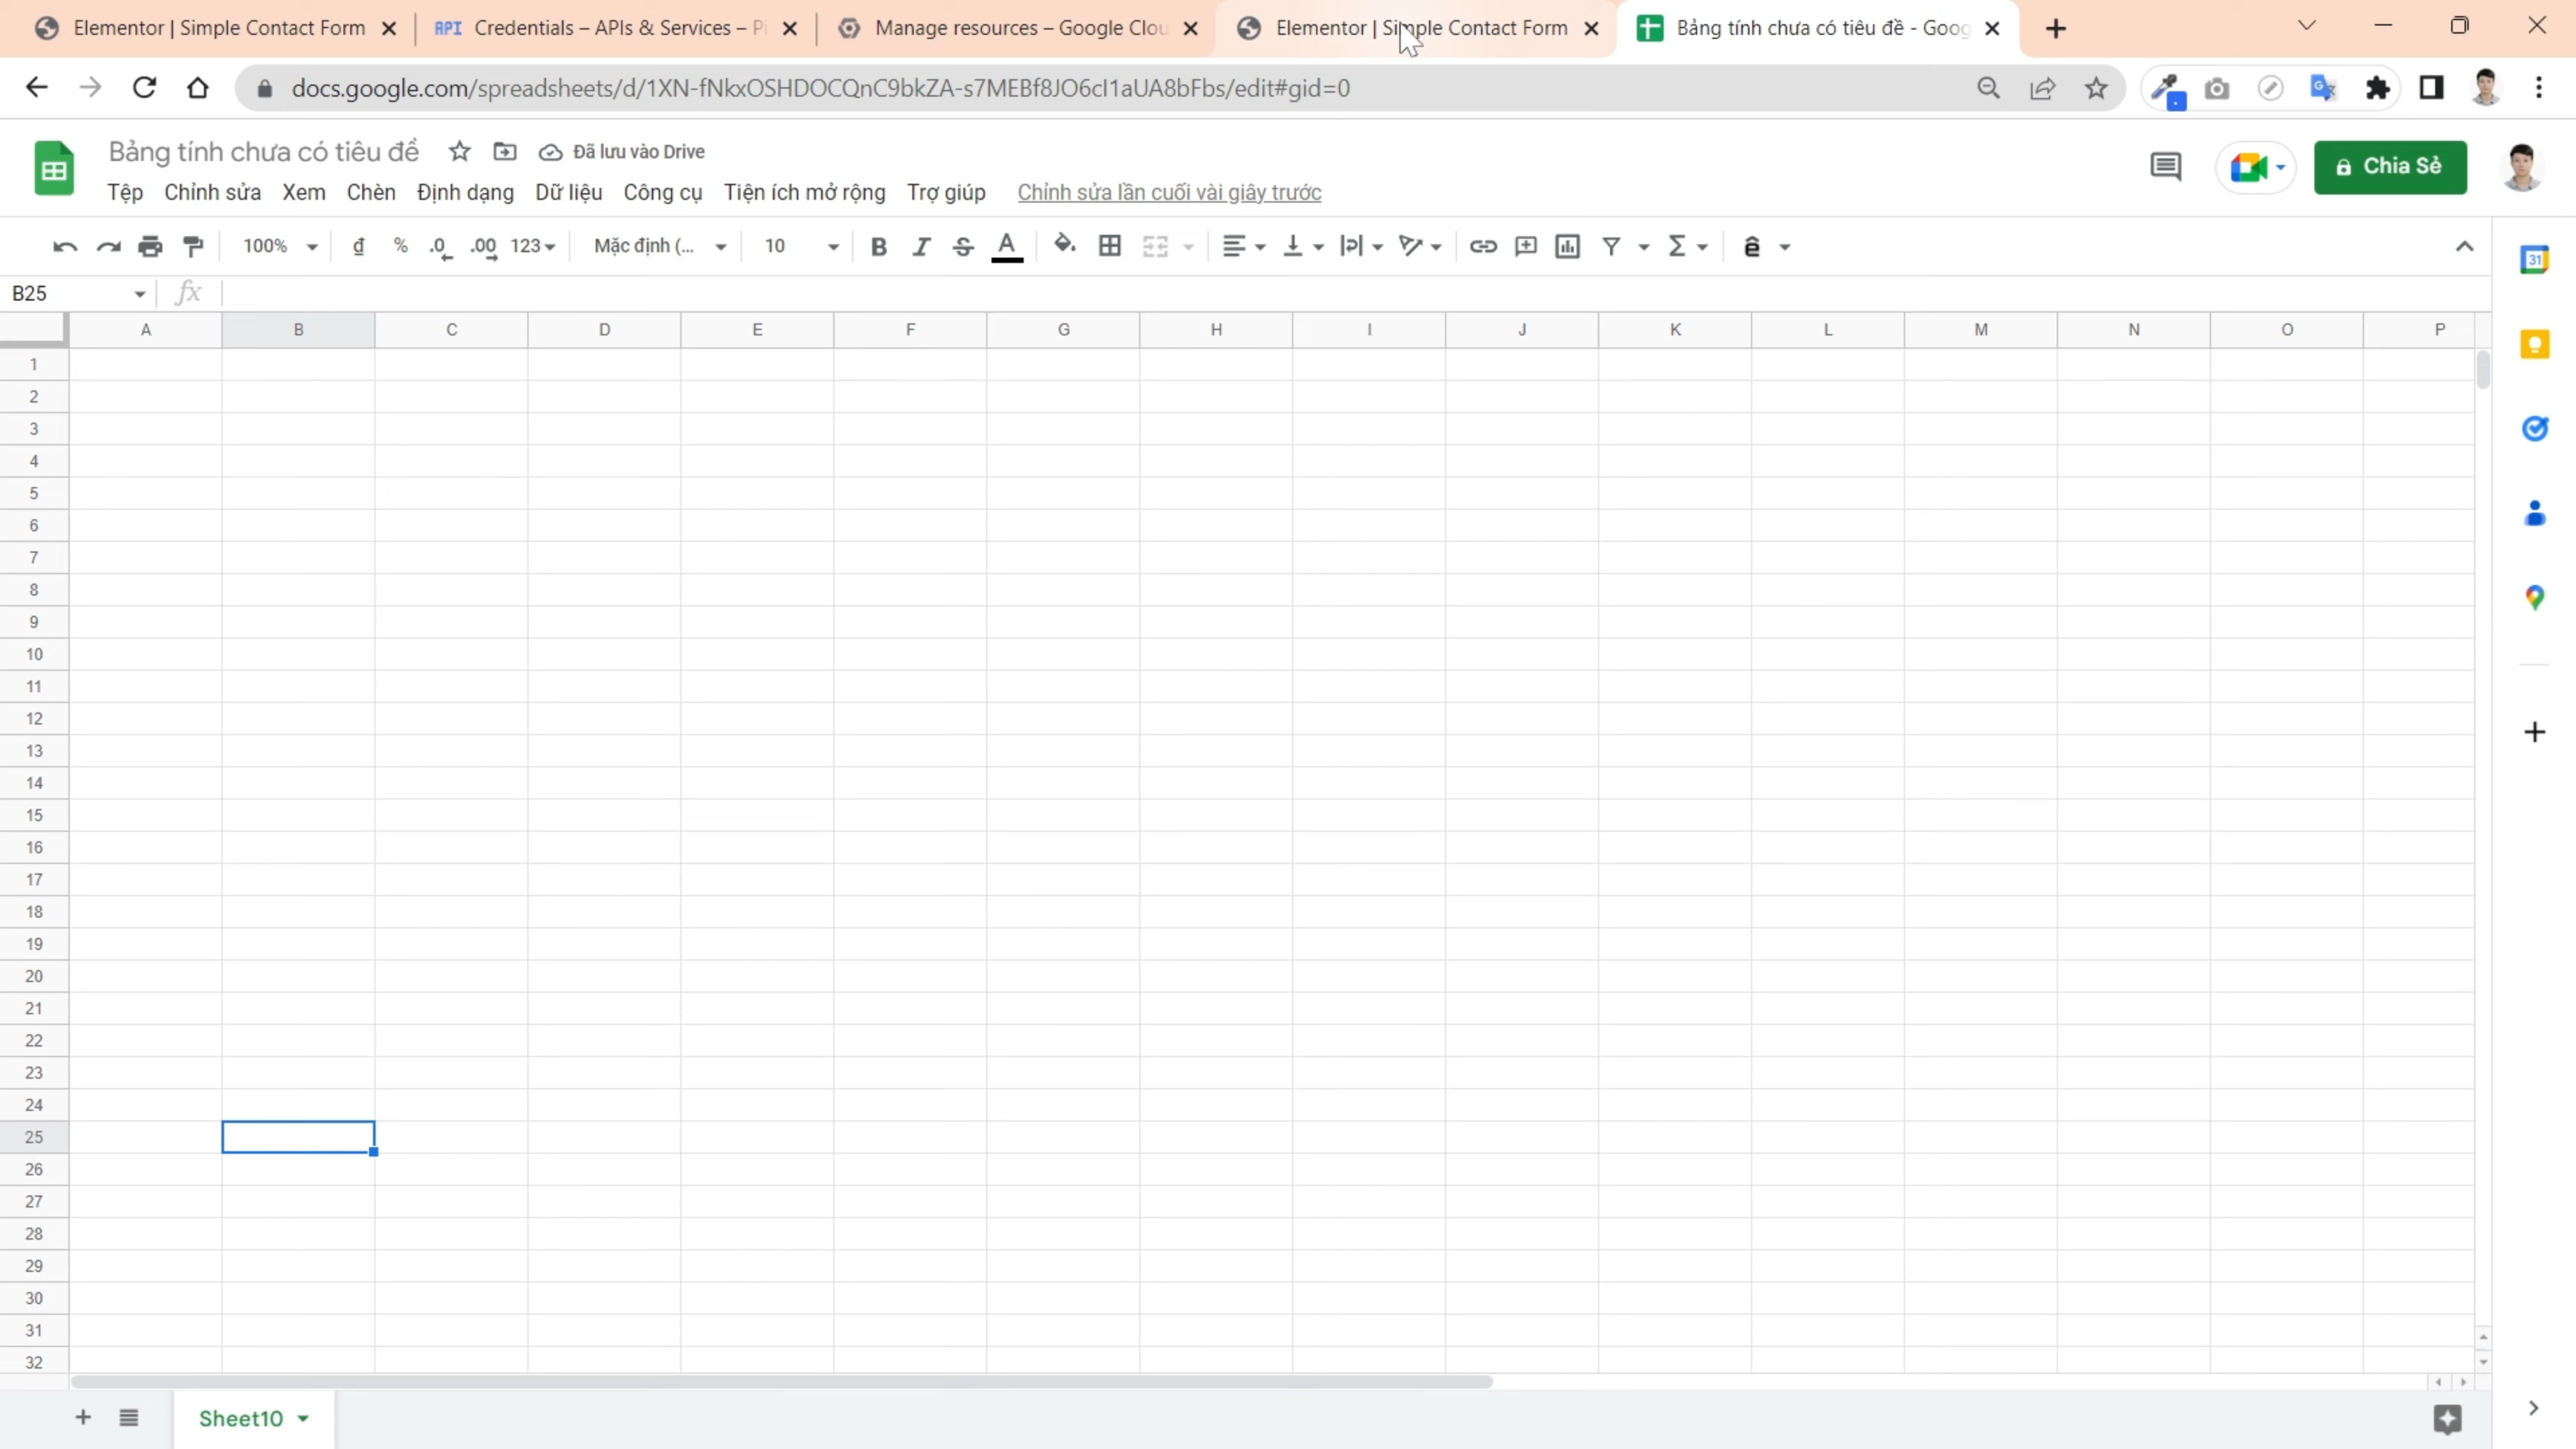 Elementor | Simple Contact Form
API Credentials – APIs & Services – Pi
Manage resources – Google Clou
Elementor | Simple Contact Form
Bảng tính chưa có tiêu đề - Goog
docs.google.com/spreadsheets/d/1XN-fNkxOSHDOCQnC9bkZA-s7MEBf8JO6cI1aUA8bFbs/edit#gid=0
Bảng tính chưa có tiêu đề
Đã lưu vào Drive
Tệp Chỉnh sửa Xem Chèn Định dạng Dữ liệu Công cụ Tiện ích mở rộng Trợ giúp Chỉnh sửa lần cuối vài giây trước
Chia Sẻ
100% đ % .0 .00 123 Mặc định (... 10 B I S A ê
31
B25 fx
A B C D E F G H I J K L M N O P
1
2
3
4
5
6
7
8
9
10
11
12
13
14
15
16
17
18
19
20
21
22
23
24
25
26
27
28
29
30
31
32
Sheet10